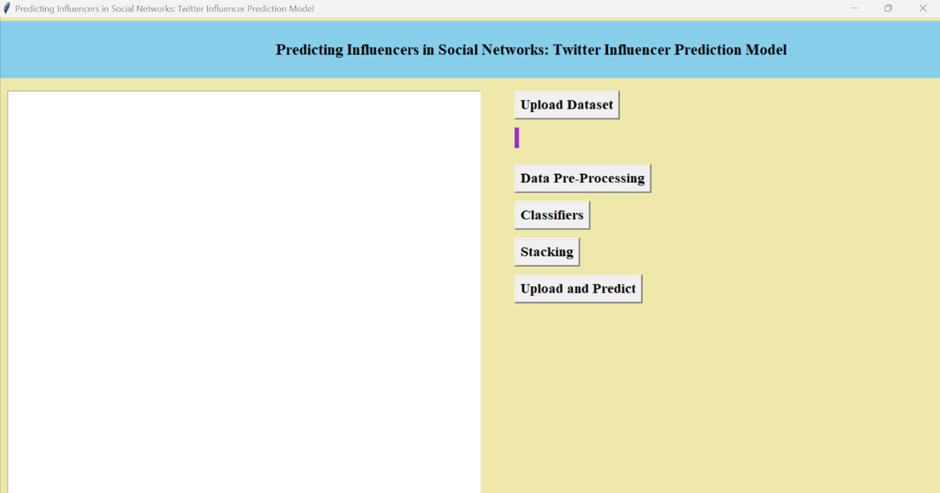 Predicting Influencers in Social Networks: Twitter Influencer Prediction Model
Predicting Influencers in Social Networks: Twitter Influencer Prediction Model
Upload Dataset
Data Pre-Processing
Classifiers
Stacking
Upload and Predict